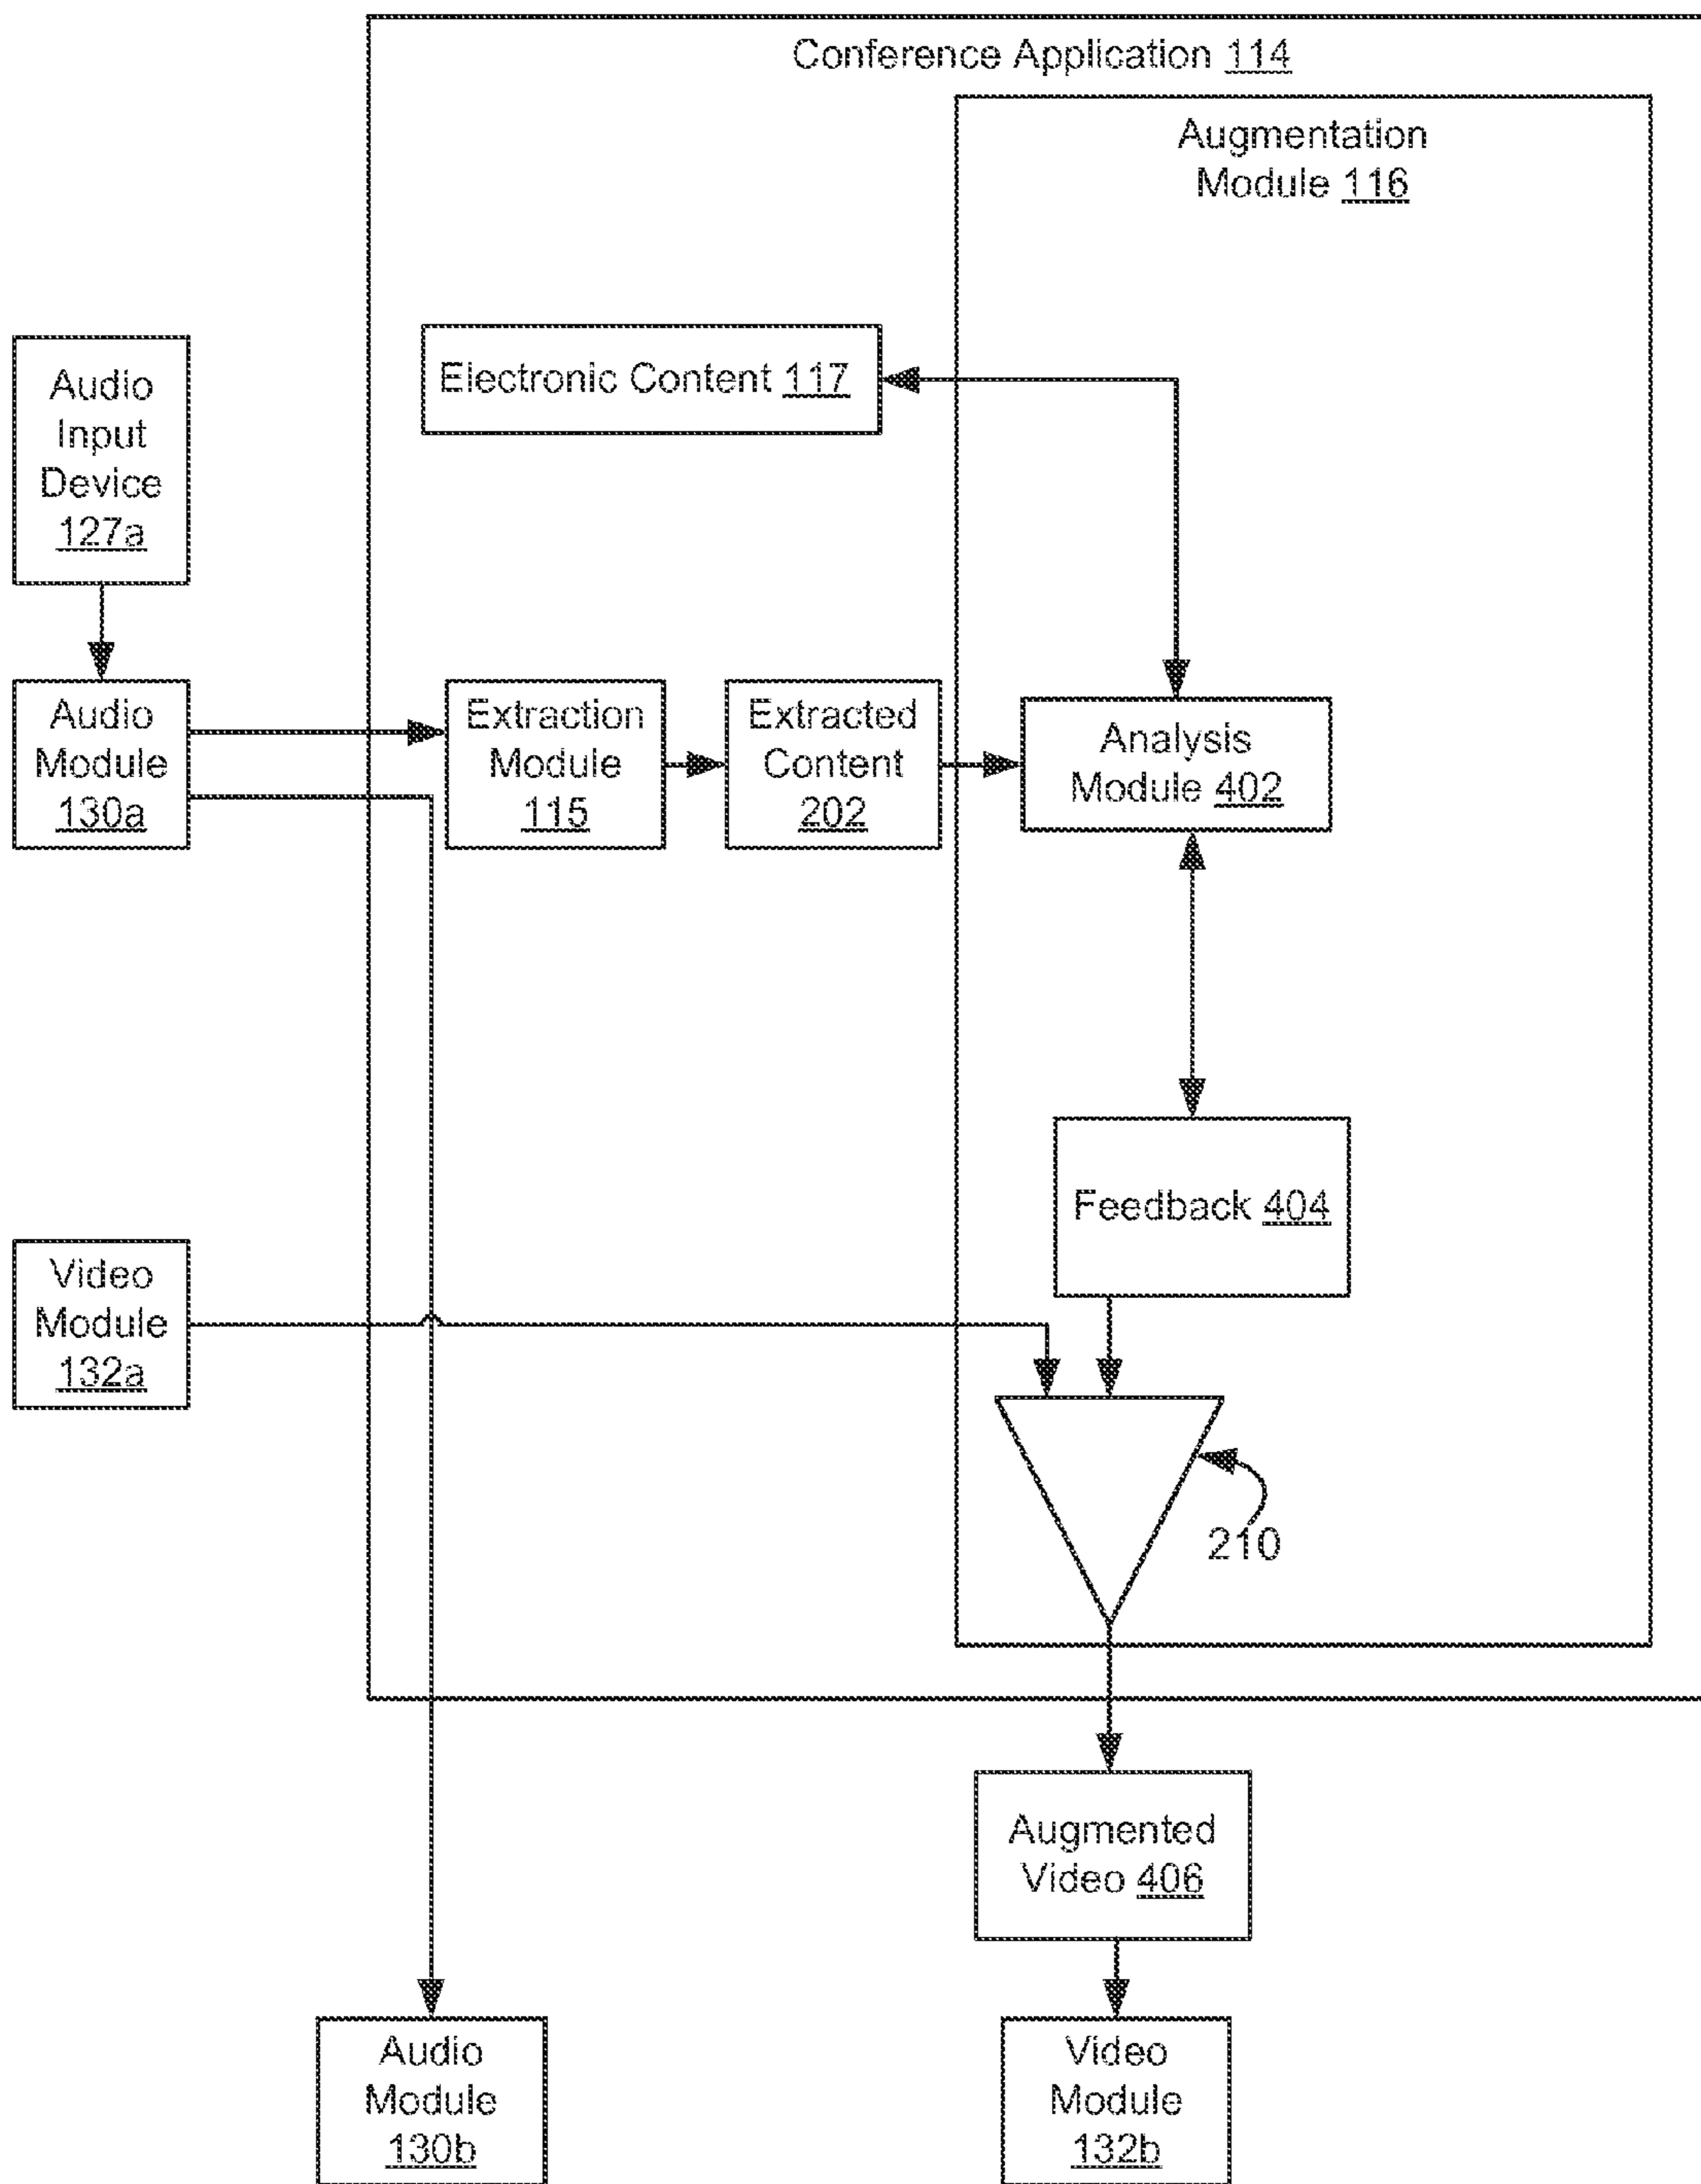 Conference Application 114
Augmentation
Module 116
Electronic Content 117
Audio
Input
Device
127a
Audio
Module
130a
Extraction
Module
115
Extracted
Content
202
Analysis
Module 402
Feedback 404
Video
Module
132a
210
Augmented
Video 406
Audio
Module
130b
Video
Module
132b